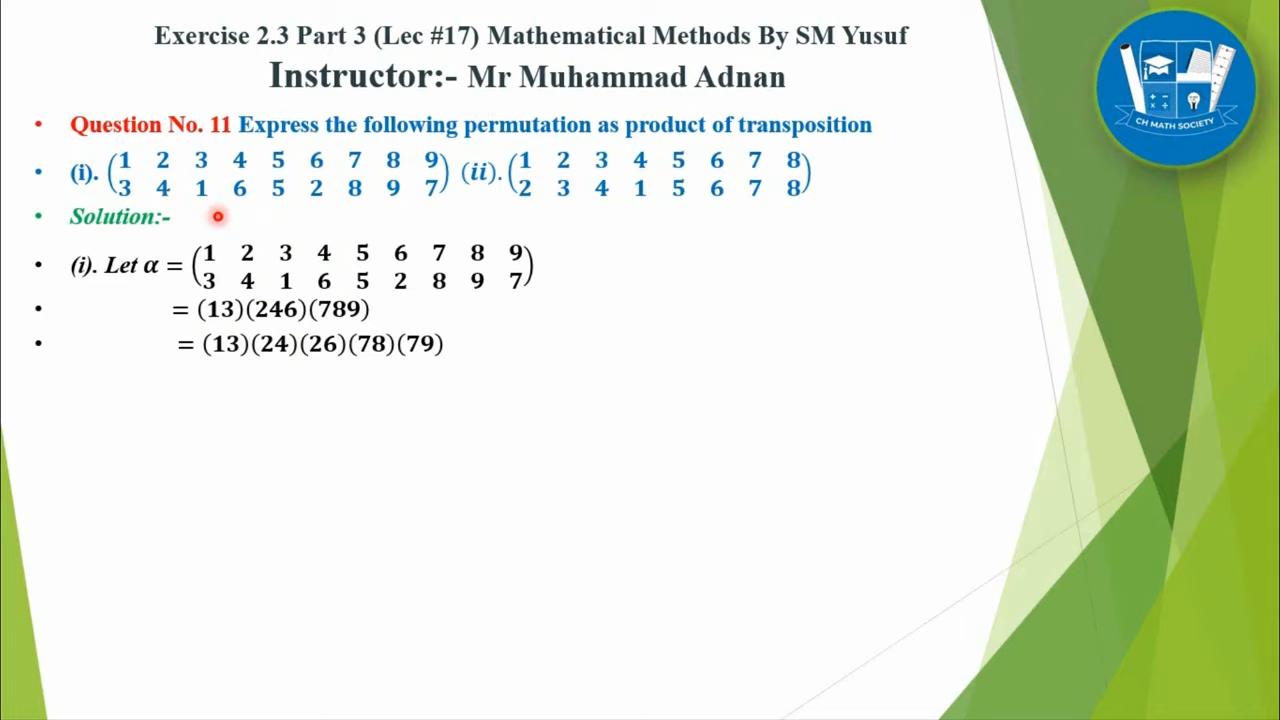 Exercise 2.3 Part 3 (Lec #17) Mathematical Methods By SM Yusuf
Instructor:- Mr Muhammad Adnan
CH MATH SOCIETY
• Question No. 11 Express the following permutation as product of transposition
• (i). (1 2 3 4 5 6 7 8 9 (ii). (1 2 3 4 5 6 7 8
3 4 1 6 5 2 8 9 7) 2 3 4 1 5 6 7 8)
• Solution:-
• (i). Let α = (1 2 3 4 5 6 7 8 9
3 4 1 6 5 2 8 9 7)
• = (13)(246)(789)
• = (13)(24)(26)(78)(79)